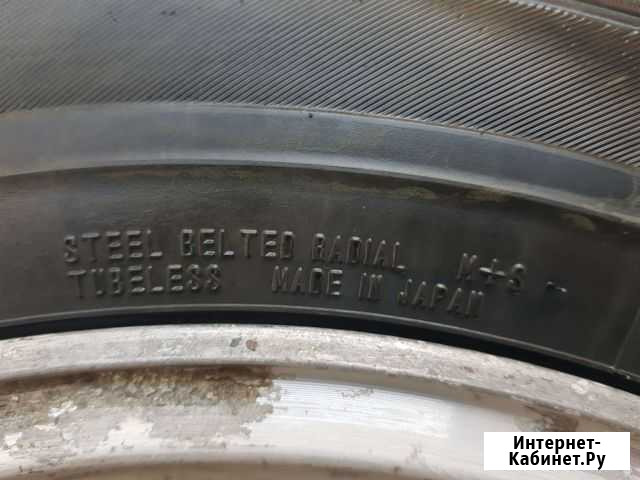 STEEL BELTED RADIAL M+S -
TUBELESS MADE IN JAPAN
Интернет-
Кабинет.Ру